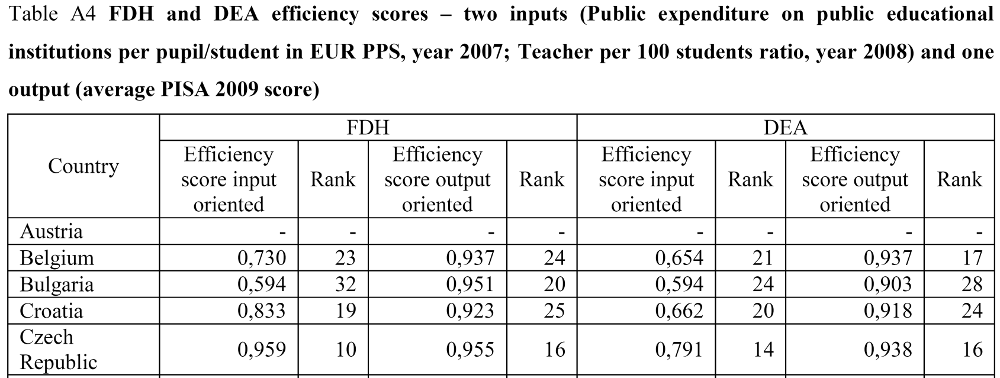 Table A4 FDH and DEA efficiency scores – two inputs (Public expenditure on public educational
institutions per pupil/student in EUR PPS, year 2007; Teacher per 100 students ratio, year 2008) and one
output (average PISA 2009 score)
Country FDH DEA
Efficiency score input oriented Rank Efficiency score output oriented Rank Efficiency score input oriented Rank Efficiency score output oriented Rank
Austria - - - - - - - -
Belgium 0,730 23 0,937 24 0,654 21 0,937 17
Bulgaria 0,594 32 0,951 20 0,594 24 0,903 28
Croatia 0,833 19 0,923 25 0,662 20 0,918 24
Czech Republic 0,959 10 0,955 16 0,791 14 0,938 16